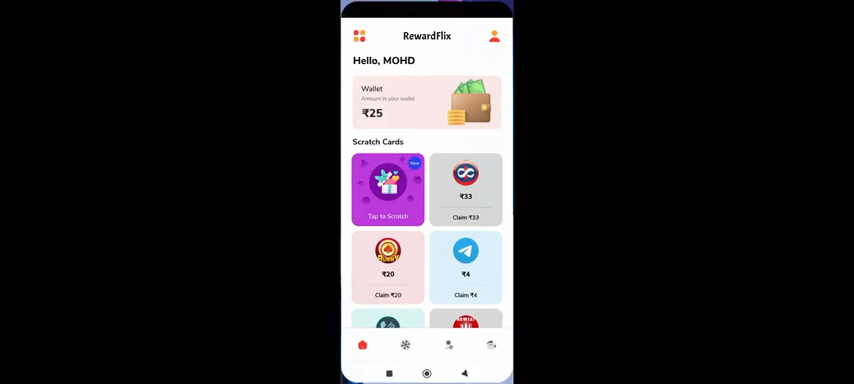 RewardFlix
Hello, MOHD
Wallet
Amount in your wallet
₹25
Scratch Cards
New
Tap to Scratch
₹33
Claim ₹33
RUMMY
₹20
Claim ₹20
₹4
Claim ₹4